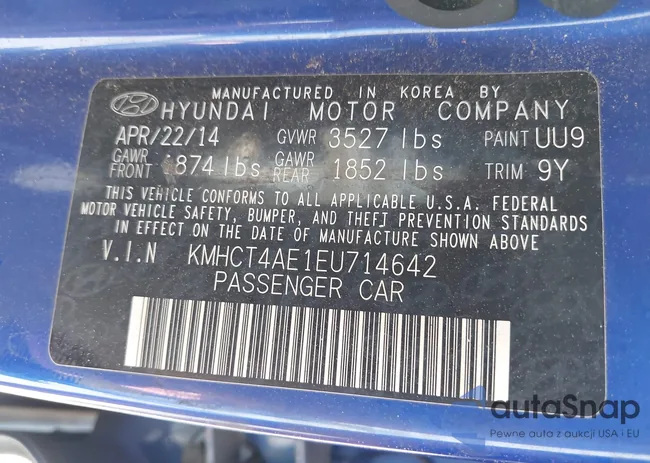 MANUFACTURED IN KOREA BY
HYUNDAI MOTOR COMPANY
APR/22/14 GVWR 3527 lbs PAINT UU9
GAWR FRONT 874 lbs GAWR REAR 1852 lbs TRIM 9Y
THIS VEHICLE CONFORMS TO ALL APPLICABLE U.S.A. FEDERAL
MOTOR VEHICLE SAFETY, BUMPER, AND THEFT PREVENTION STANDARDS
IN EFFECT ON THE DATE OF MANUFACTURE SHOWN ABOVE
V.I.N KMHCT4AE1EU714642
PASSENGER CAR
autoSnap
Pewne auta z aukcji USA i EU